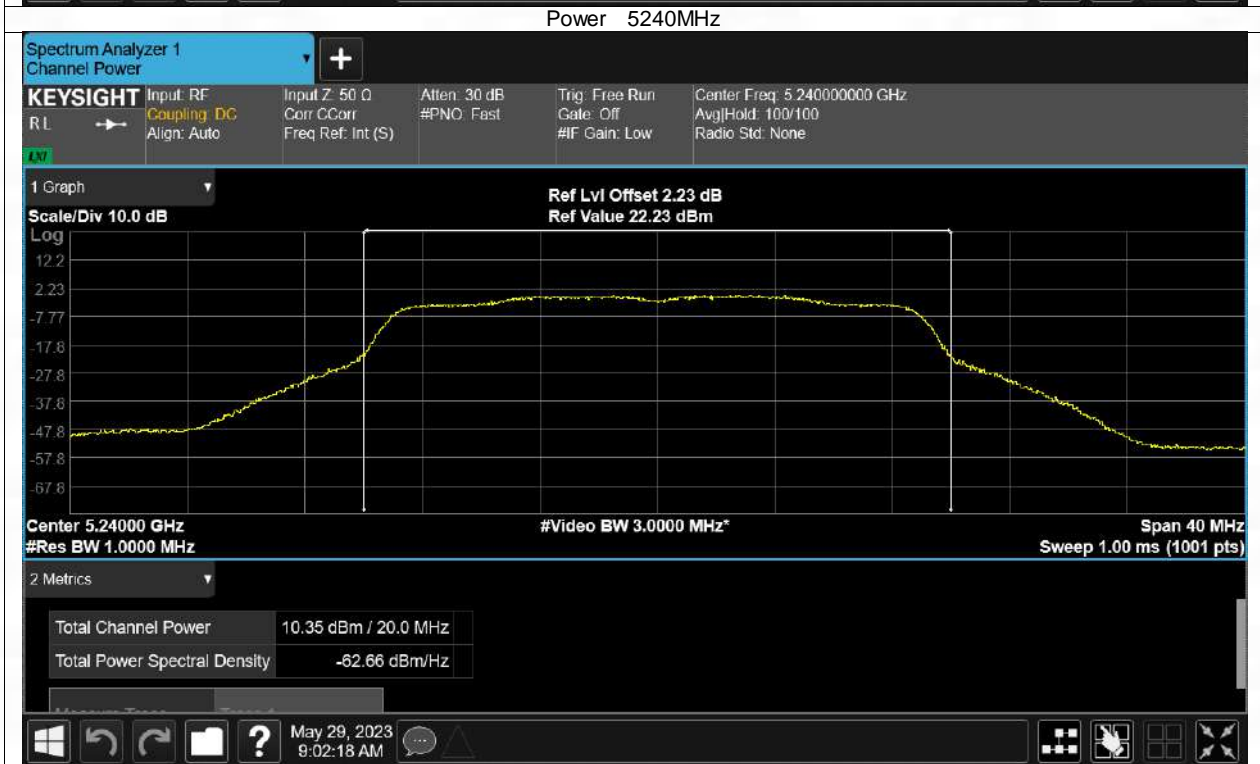 Power 5240MHz
Spectrum Analyzer 1
Channel Power
+
KEYSIGHT
RL
LXI
Input: RF
Coupling: DC
Align: Auto
Input Z: 50 Ω
Corr CCorr
Freq Ref: Int (S)
Atten: 30 dB
#PNO: Fast
Trig: Free Run
Gate: Off
#IF Gain: Low
Center Freq: 5.240000000 GHz
Avg|Hold: 100/100
Radio Std: None
1 Graph
Ref Lvl Offset 2.23 dB
Scale/Div 10.0 dB
Ref Value 22.23 dBm
Log
12.2
2.23
-7.77
-17.8
-27.8
-37.8
-47.8
-57.8
-67.8
Center 5.24000 GHz
#Video BW 3.0000 MHz*
Span 40 MHz
#Res BW 1.0000 MHz
Sweep 1.00 ms (1001 pts)
2 Metrics
Total Channel Power 10.35 dBm / 20.0 MHz
Total Power Spectral Density -62.66 dBm/Hz
?
May 29, 2023
9:02:18 AM